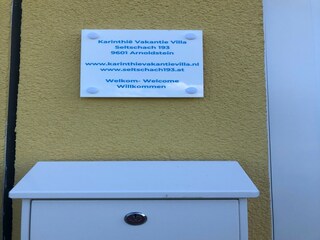 Karinthië Vakantie Villa
Seltschach 193
9601 Arnoldstein
www.karinthievakantievilla.nl
www.seltschach193.at
Welkom- Welcome
Willkommen